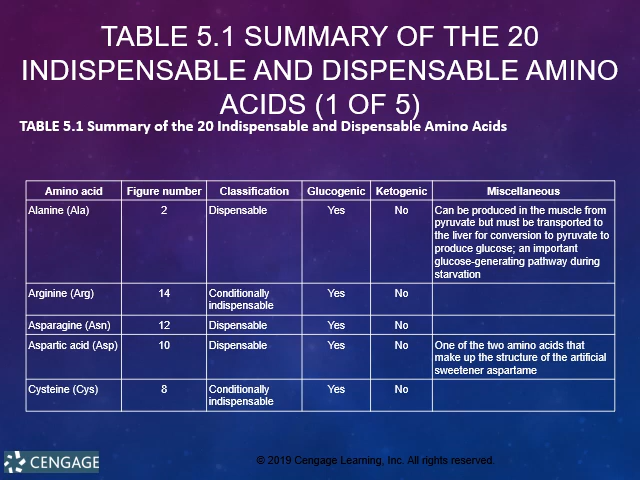 TABLE 5.1 SUMMARY OF THE 20
INDISPENSABLE AND DISPENSABLE AMINO
ACIDS (1 OF 5)
TABLE 5.1 Summary of the 20 Indispensable and Dispensable Amino Acids
Amino acid Figure number Classification Glucogenic Ketogenic Miscellaneous
Alanine (Ala) 2 Dispensable Yes No Can be produced in the muscle from
pyruvate but must be transported to
the liver for conversion to pyruvate to
produce glucose; an important
glucose-generating pathway during
starvation
Arginine (Arg) 14 Conditionally Yes No
indispensable
Asparagine (Asn) 12 Dispensable Yes No
Aspartic acid (Asp) 10 Dispensable Yes No One of the two amino acids that
make up the structure of the artificial
sweetener aspartame
Cysteine (Cys) 8 Conditionally Yes No
indispensable
CENGAGE
© 2019 Cengage Learning, Inc. All rights reserved.